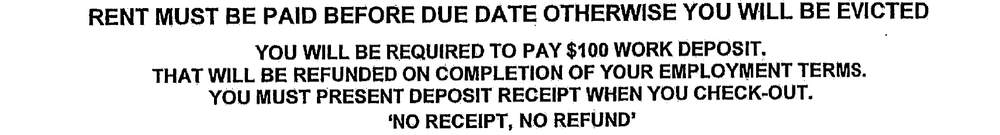 RENT MUST BE PAID BEFORE DUE DATE OTHERWISE YOU WILL BE EVICTED
YOU WILL BE REQUIRED TO PAY $100 WORK DEPOSIT.
THAT WILL BE REFUNDED ON COMPLETION OF YOUR EMPLOYMENT TERMS.
YOU MUST PRESENT DEPOSIT RECEIPT WHEN YOU CHECK-OUT.
‘NO RECEIPT, NO REFUND’